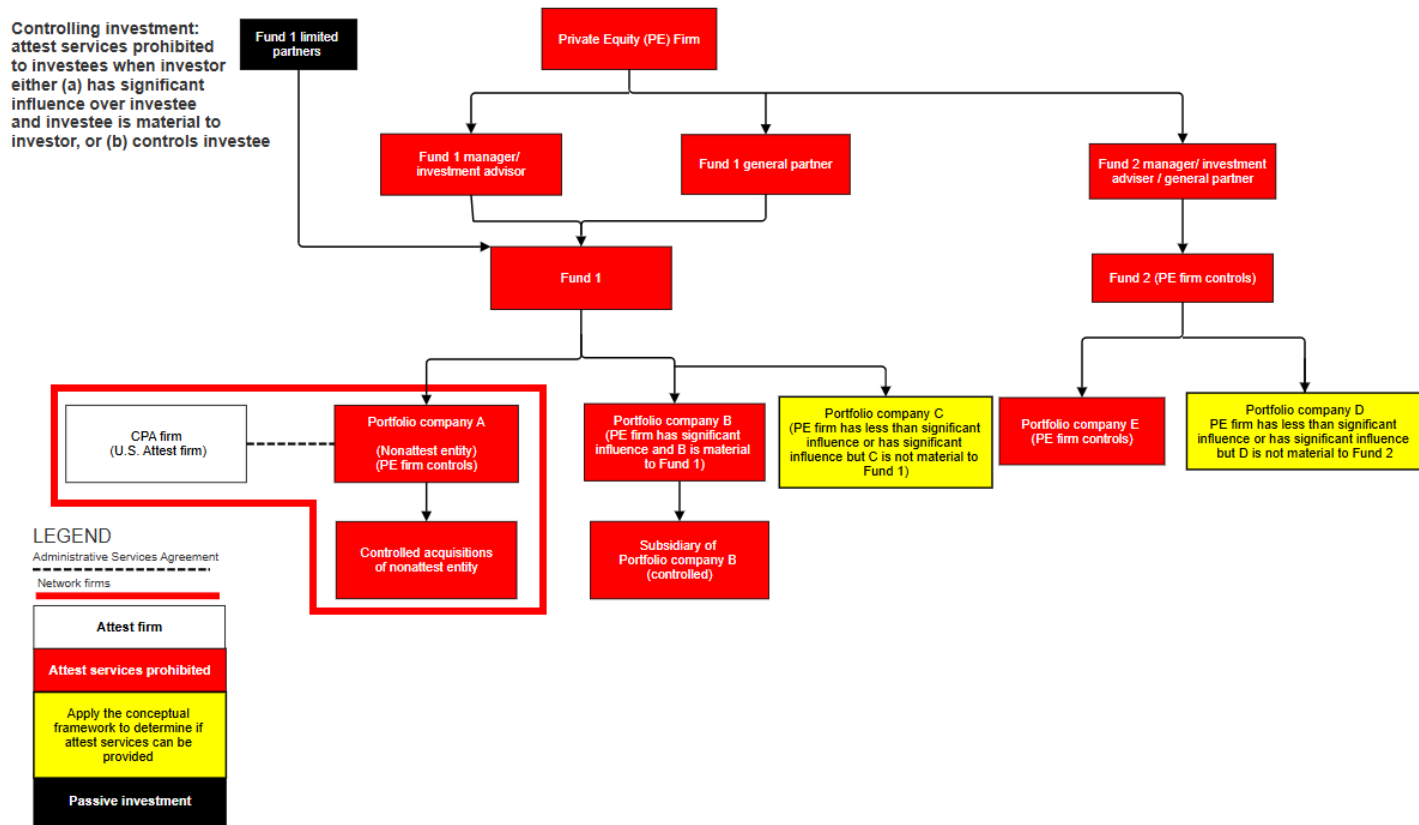 Controlling investment:
attest services prohibited
to investees when investor
either (a) has significant
influence over investee
and investee is material to
investor, or (b) controls investee
Fund 1 limited
partners
Private Equity (PE) Firm
Fund 1 manager/
investment advisor
Fund 1 general partner
Fund 2 manager/ investment
adviser / general partner
Fund 1
Fund 2 (PE firm controls)
CPA firm
(U.S. Attest firm)
Portfolio company A
(Nonattest entity)
(PE firm controls)
Portfolio company B
(PE firm has significant
influence and B is material
to Fund 1)
Portfolio company C
(PE firm has less than significant
influence or has significant
influence but C is not material to
Fund 1)
Portfolio company E
(PE firm controls)
Portfolio company D
PE firm has less than significant
influence or has significant influence
but D is not material to Fund 2
Controlled acquisitions
of nonattest entity
Subsidiary of
Portfolio company B
(controlled)
LEGEND
Administrative Services Agreement
Network firms
Attest firm
Attest services prohibited
Apply the conceptual
framework to determine if
attest services can be
provided
Passive investment